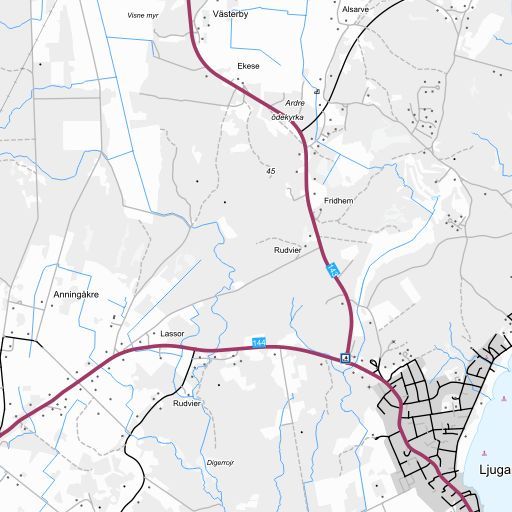 Visne myr
Västerby
Alsarve
Ekese
Ardre
ödekyrka
45
Fridhem
Rudvier
143
Anningåkre
Lassor
144
Rudvier
Digerrojr
Ljuga